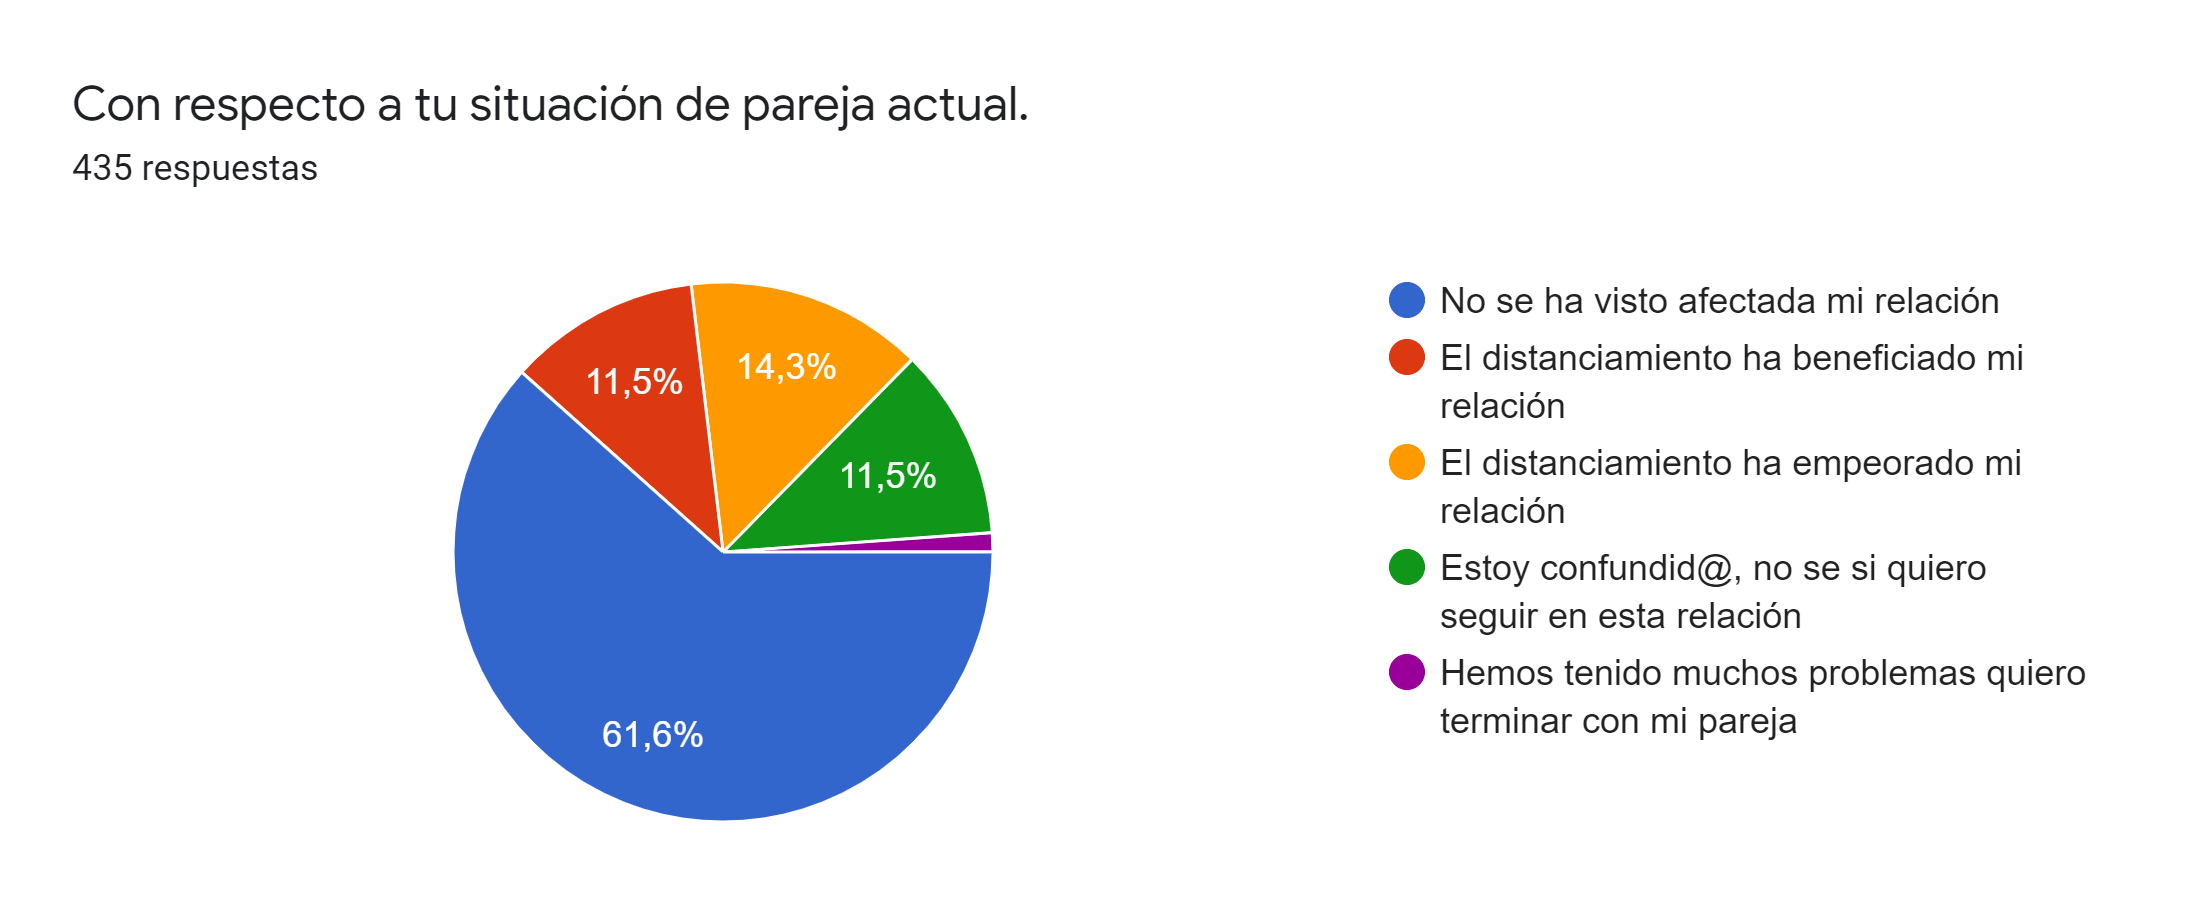 Con respecto a tu situación de pareja actual.
435 respuestas
11,5%
14,3%
11,5%
61,6%
No se ha visto afectada mi relación
El distanciamiento ha beneficiado mi
relación
El distanciamiento ha empeorado mi
relación
Estoy confundid@, no se si quiero
seguir en esta relación
Hemos tenido muchos problemas quiero
terminar con mi pareja